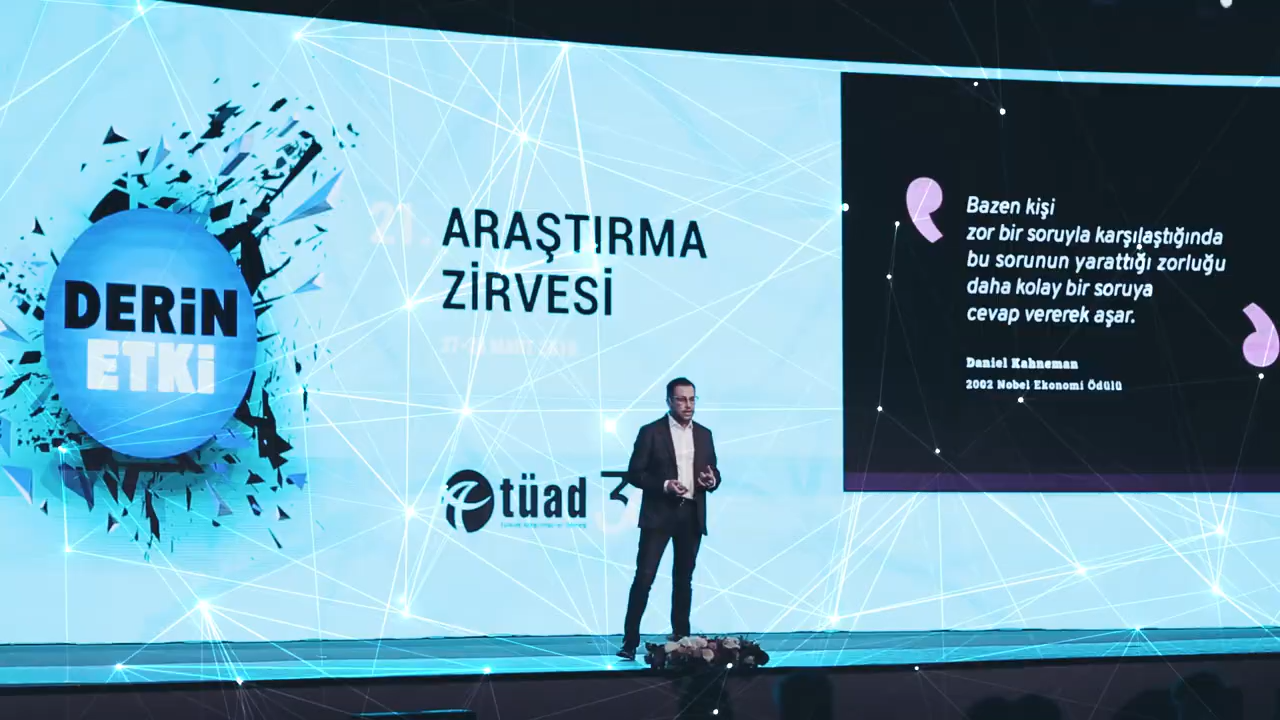 DERİN
ETKİ
21. ARAŞTIRMA
ZİRVESİ
tüad
Bazen kişi
zor bir soruyla karşılaştığında
bu sorunun yarattığı zorluğu
daha kolay bir soruya
cevap vererek aşar.
Daniel Kahneman
2002 Nobel Ekonomi Ödülü